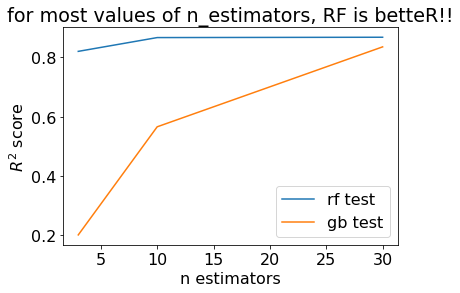 for most values of n_estimators, RF is betteR!!
0.8
0.6
0.4
0.2
R² score
5 10 15 20 25 30
n estimators
rf test
gb test